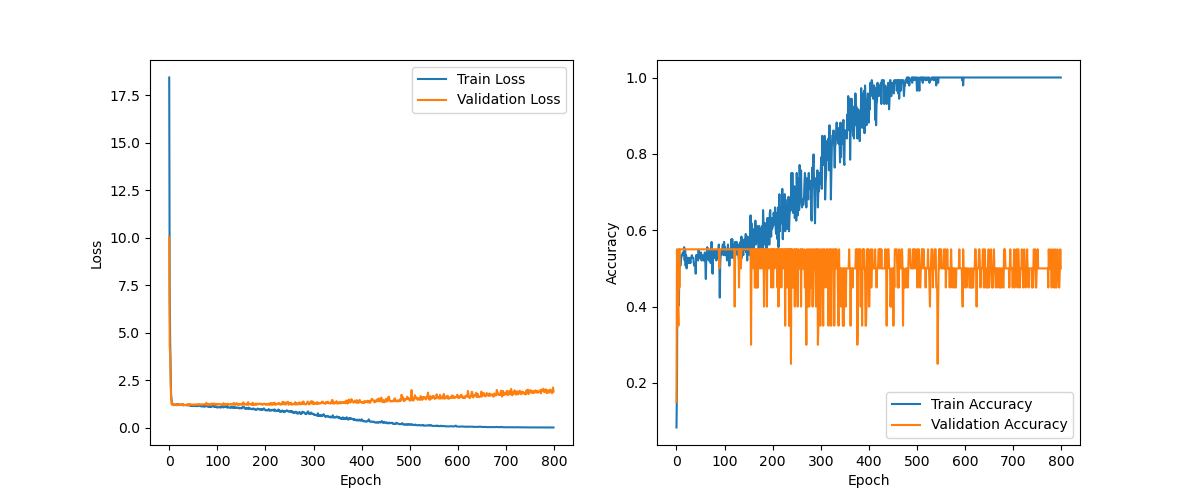 17.5
15.0
12.5
10.0
7.5
5.0
2.5
0.0
Loss
0 100 200 300 400 500 600 700 800
Epoch
Train Loss
Validation Loss
1.0
0.8
0.6
0.4
0.2
Accuracy
0 100 200 300 400 500 600 700 800
Epoch
Train Accuracy
Validation Accuracy